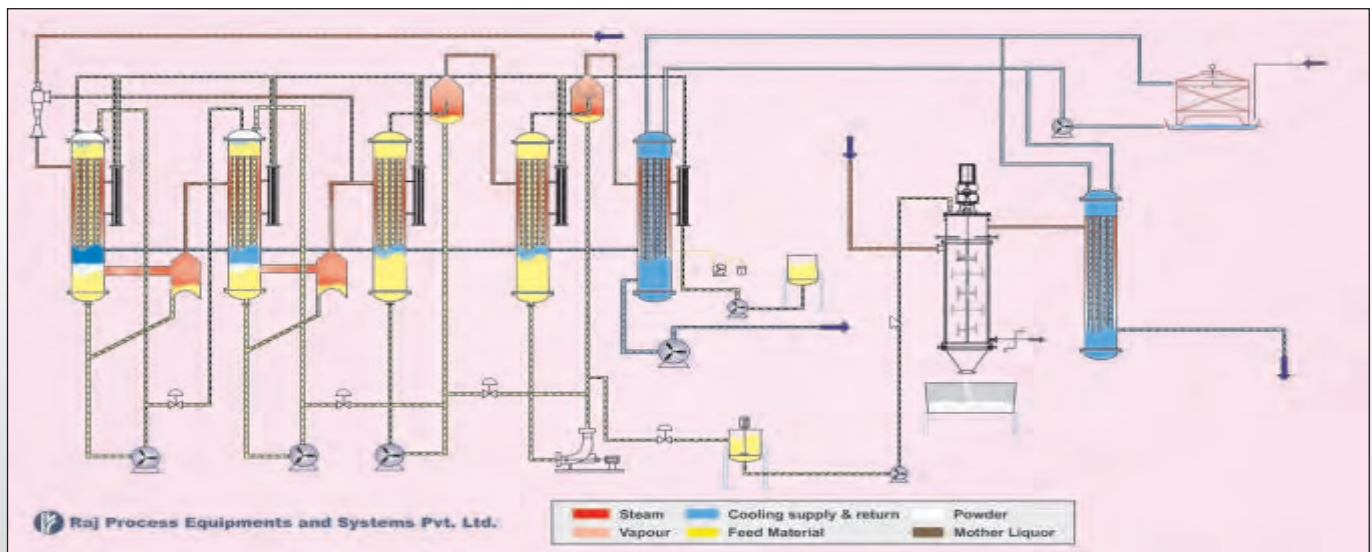 Raj Process Equipments and Systems Pvt. Ltd.
Steam Cooling supply & return Powder
Vapour Feed Material Mother Liquor